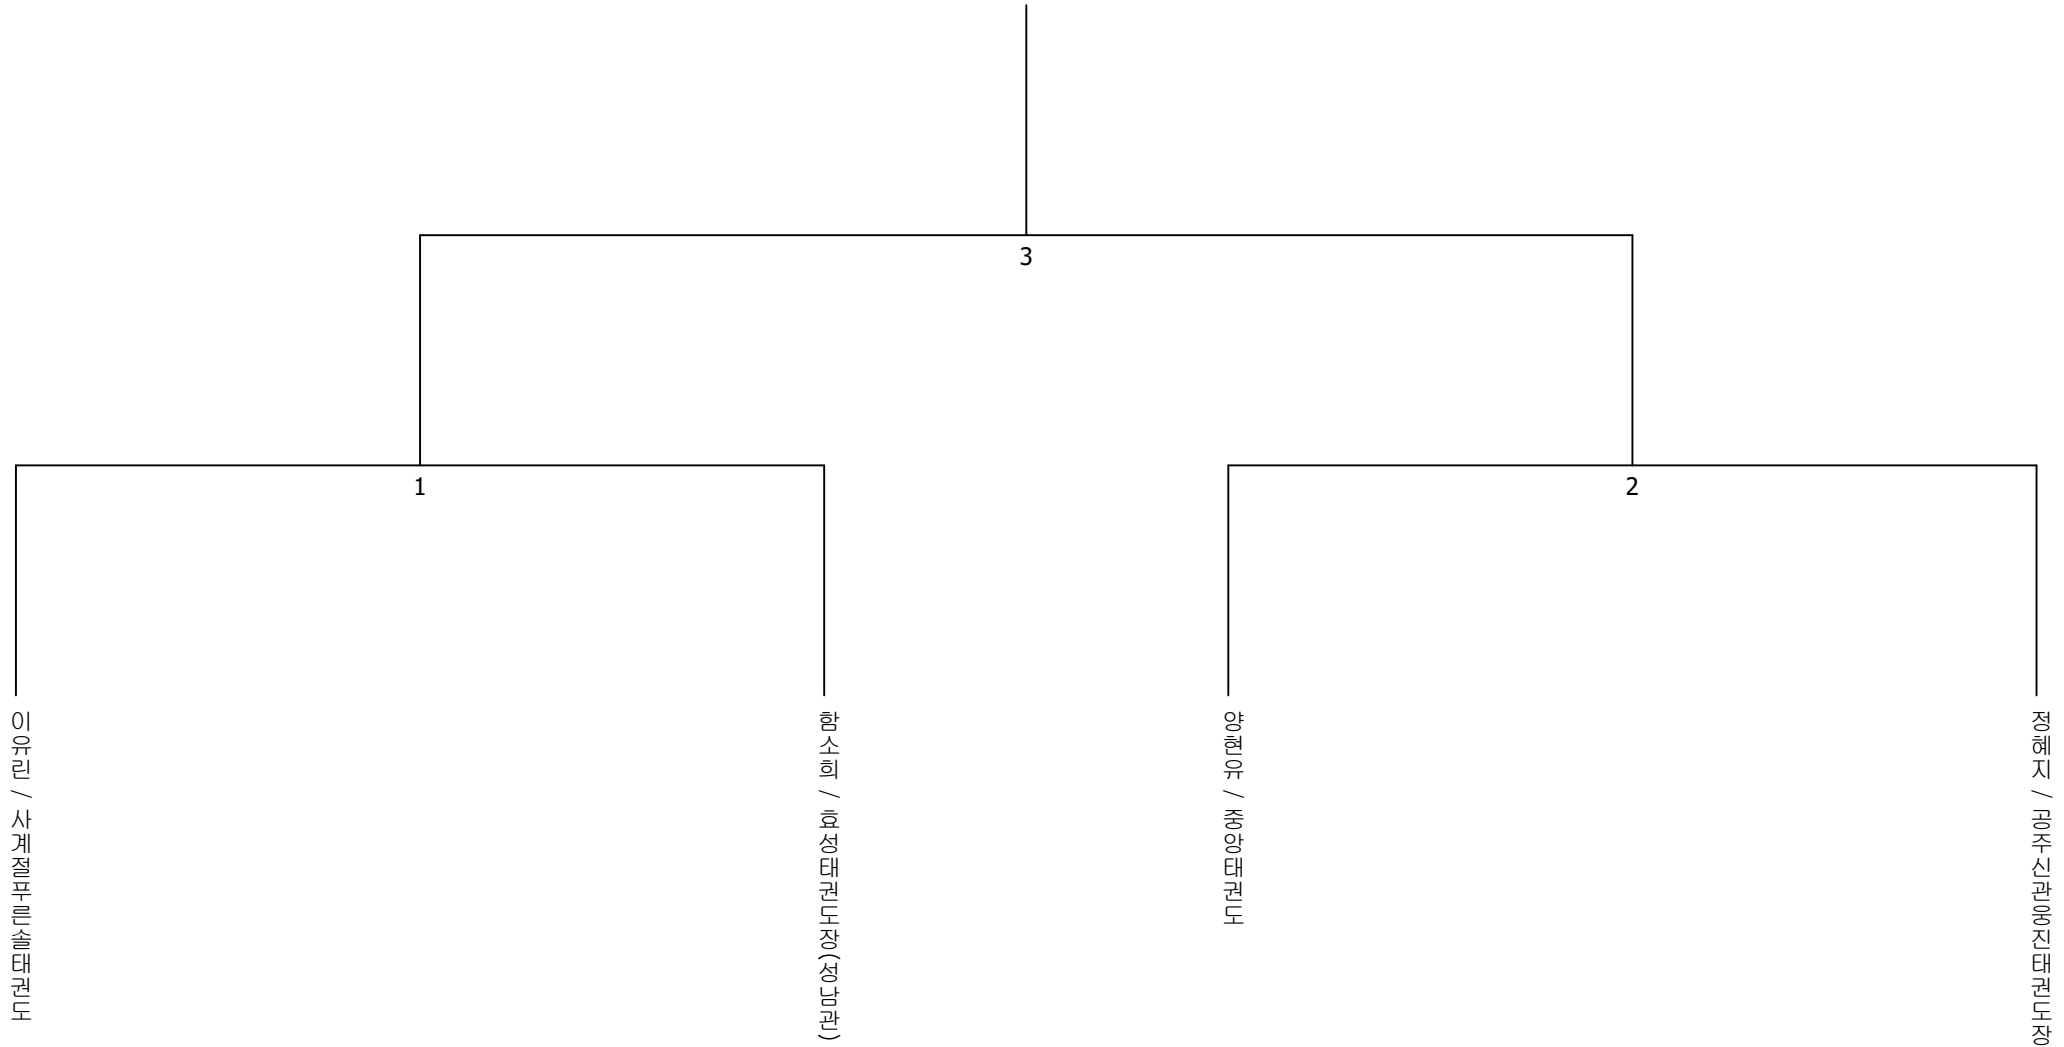 3
1
2
이유린 / 사계절푸른솔태권도
함소희 / 효성태권도장(성남관)
양현유 / 중앙태권도
정혜지 / 공주신관웅진태권도장